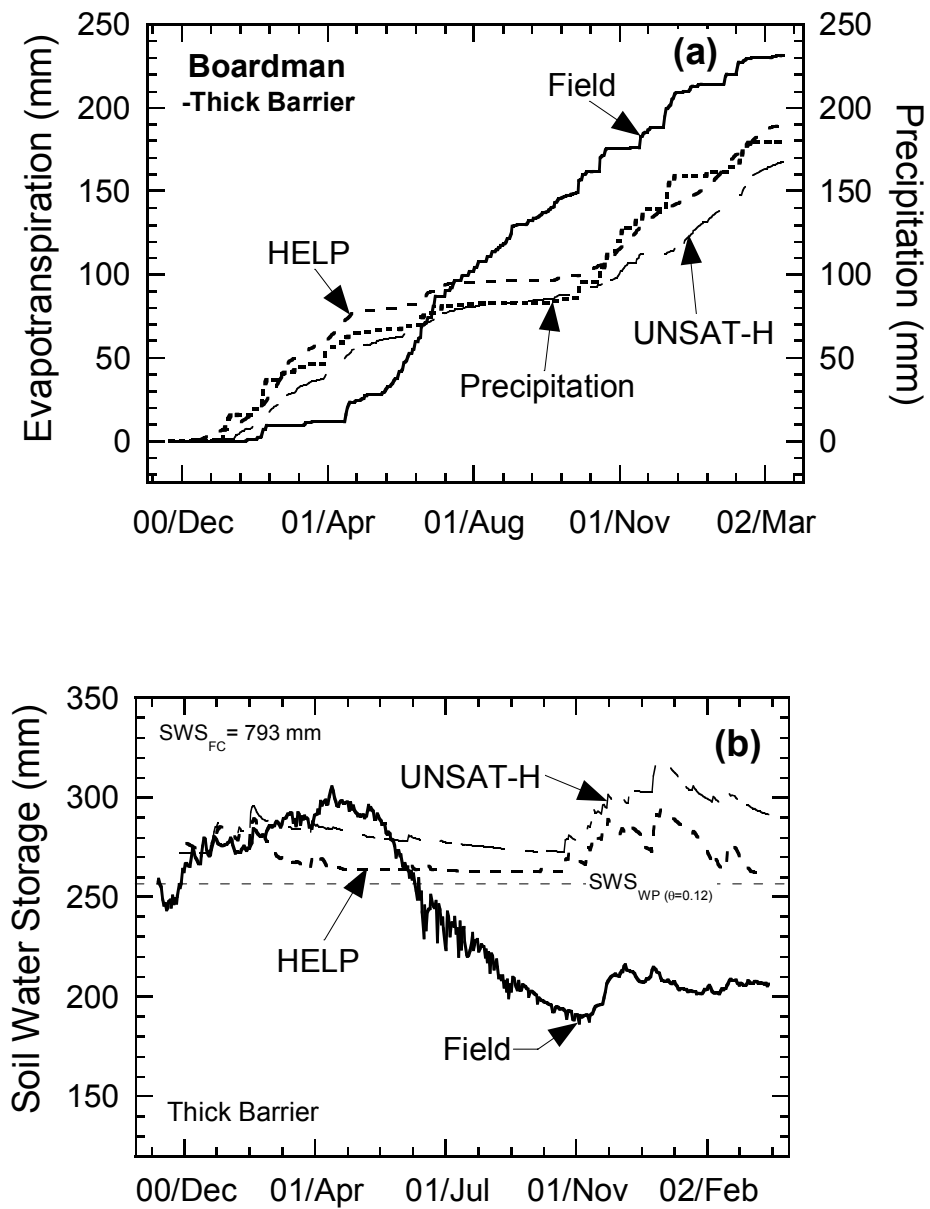 250
200
150
100
50
0
Evapotranspiration (mm)
Boardman
-Thick Barrier
(a)
Field
HELP
UNSAT-H
Precipitation
250
200
150
100
50
0
Precipitation (mm)
00/Dec 01/Apr 01/Aug 01/Nov 02/Mar
350
300
250
200
150
Soil Water Storage (mm)
SWS_FC = 793 mm
(b)
UNSAT-H
SWS_WP (θ=0.12)
HELP
Field
Thick Barrier
00/Dec 01/Apr 01/Jul 01/Nov 02/Feb